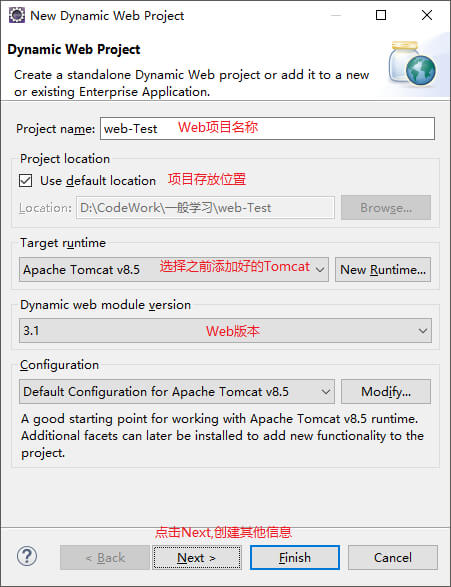 New Dynamic Web Project
Dynamic Web Project
Create a standalone Dynamic Web project or add it to a new
or existing Enterprise Application.
Project name: web-Test Web项目名称
Project location
Use default location 项目存放位置
Location: D:\CodeWork\一般学习\web-Test Browse...
Target runtime
Apache Tomcat v8.5 选择之前添加好的Tomcat New Runtime...
Dynamic web module version
3.1 Web版本
Configuration
Default Configuration for Apache Tomcat v8.5 Modify...
A good starting point for working with Apache Tomcat v8.5 runtime.
Additional facets can later be installed to add new functionality to the
project.
点击Next,创建其他信息
? < Back Next > Finish Cancel